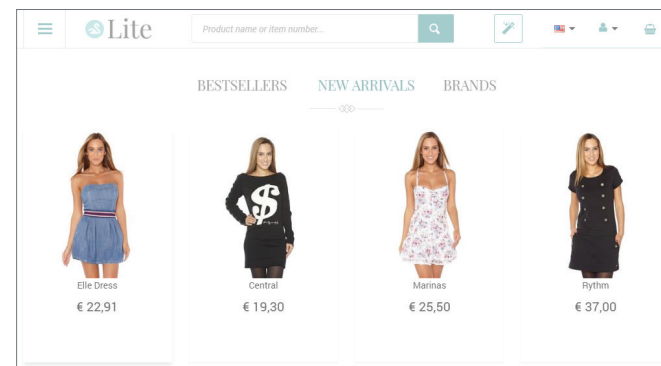 Lite
Product name or item number...
BESTSELLERS NEW ARRIVALS BRANDS
$
Elle Dress
€ 22,91
Central
€ 19,30
Marinas
€ 25,50
Rythm
€ 37,00